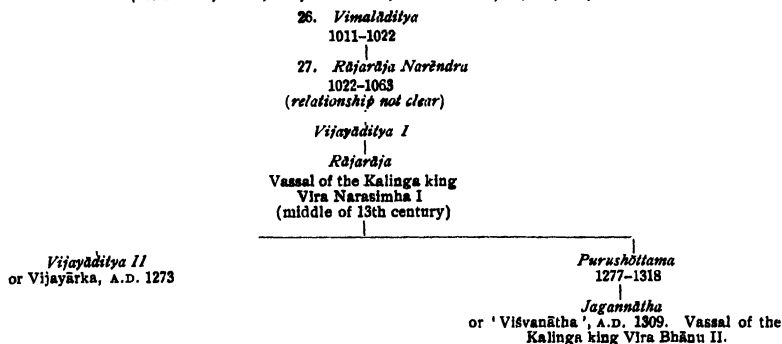 26. Vimalāditya
1011–1022
27. Rājarāja Narēndra
1022–1063
(relationship not clear)
Vijayāditya I
Rājarāja
Vassal of the Kalinga king
Vīra Narasimha I
(middle of 13th century)
Vijayāditya II
or Vijayārka, A.D. 1273
Purushōttama
1277–1318
Jagannātha
or ‘Viśvanātha’, A.D. 1309. Vassal of the
Kalinga king Vīra Bhānu II.